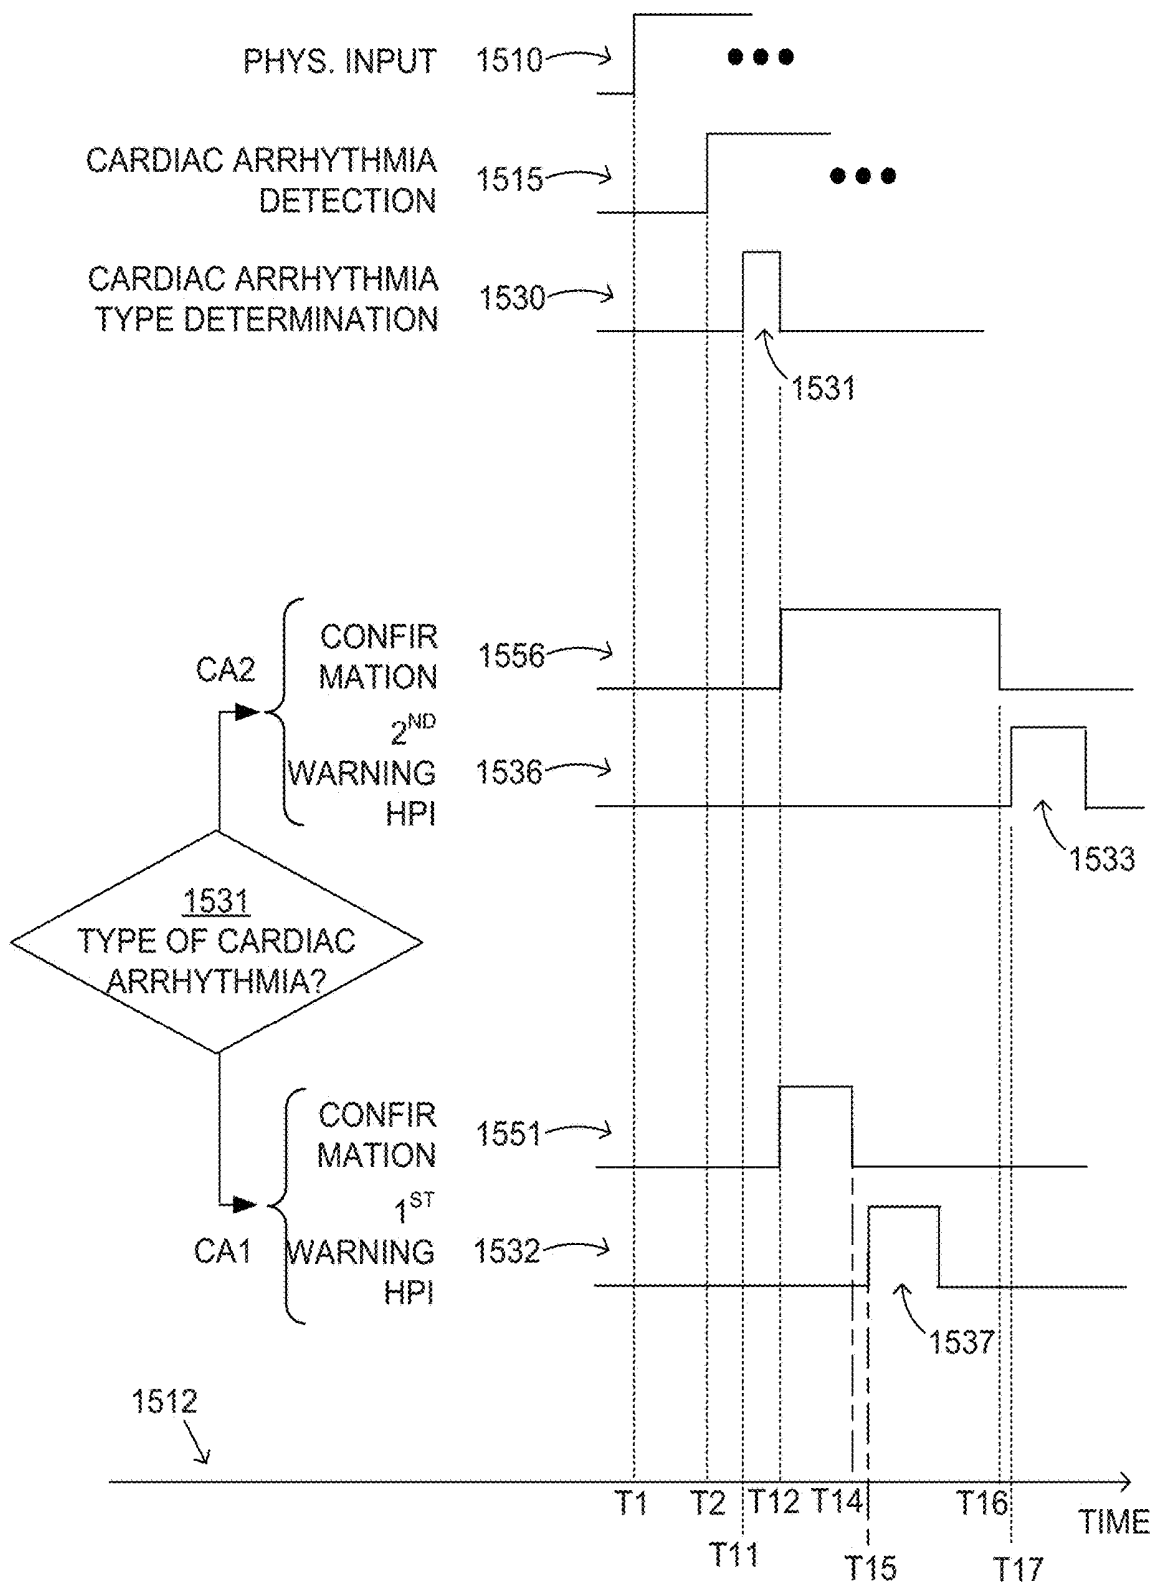 PHYS. INPUT 1510
CARDIAC ARRHYTHMIA
DETECTION
1515
CARDIAC ARRHYTHMIA
TYPE DETERMINATION
1530
1531
CA2
CONFIR
MATION
1556
2ND
WARNING
HPI
1536
1533
1531
TYPE OF CARDIAC
ARRHYTHMIA?
CONFIR
MATION
1551
CA1
1ST
WARNING
HPI
1532
1537
1512
T1 T2 T12 T14 T16
TIME
T11 T15 T17